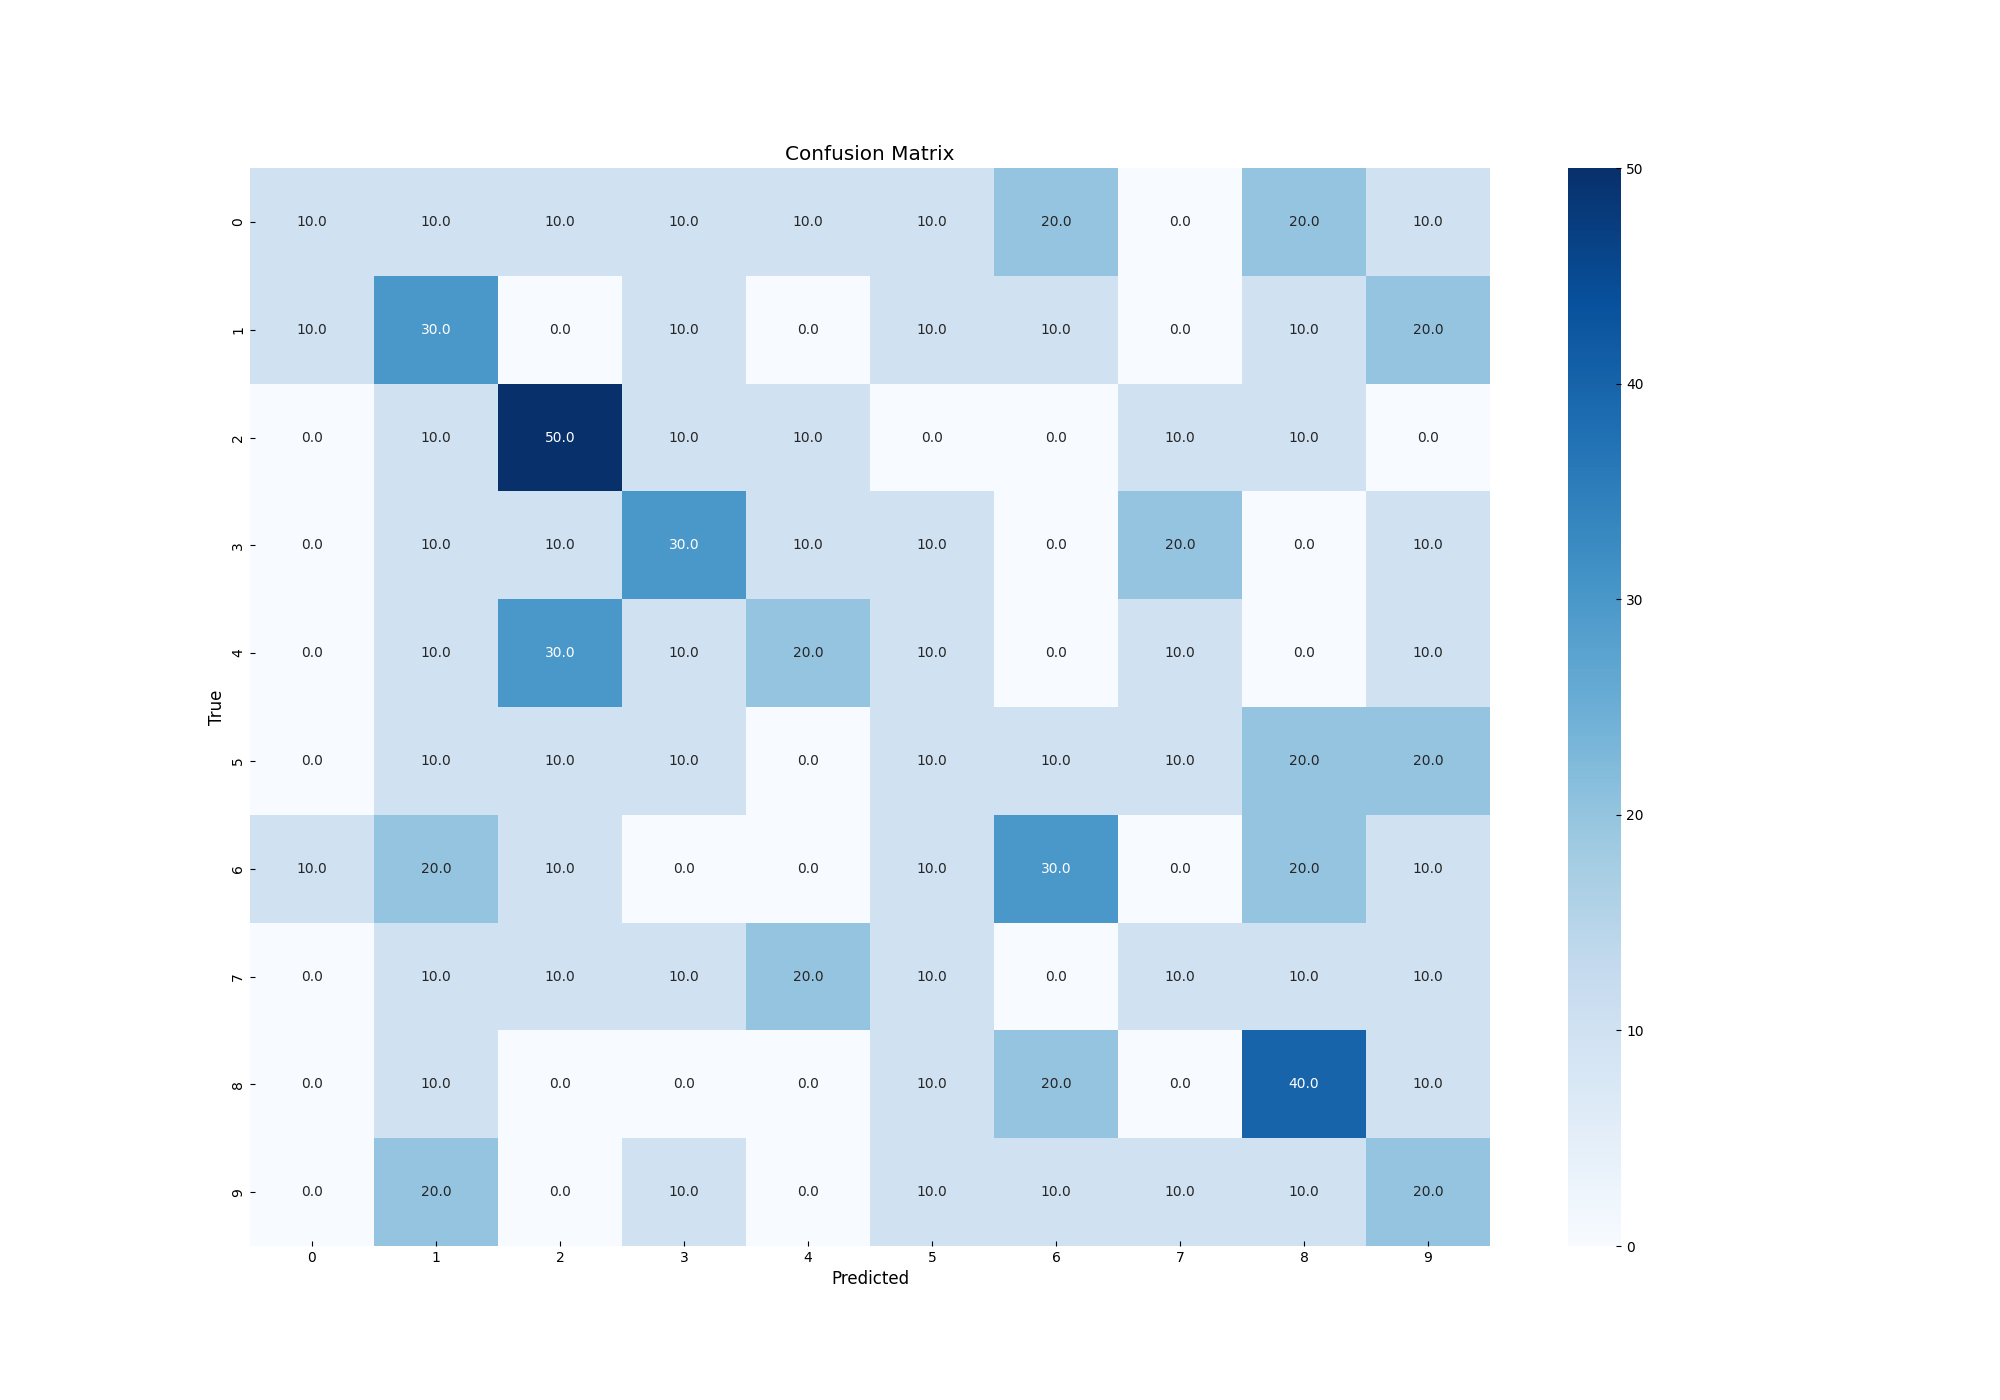 Confusion Matrix
0 10.0 10.0 10.0 10.0 10.0 10.0 20.0 0.0 20.0 10.0
1 10.0 30.0 0.0 10.0 0.0 10.0 10.0 0.0 10.0 20.0
2 0.0 10.0 50.0 10.0 10.0 0.0 0.0 10.0 10.0 0.0
3 0.0 10.0 10.0 30.0 10.0 10.0 0.0 20.0 0.0 10.0
4 0.0 10.0 30.0 10.0 20.0 10.0 0.0 10.0 0.0 10.0
True
5 0.0 10.0 10.0 10.0 0.0 10.0 10.0 10.0 20.0 20.0
6 10.0 20.0 10.0 0.0 0.0 10.0 30.0 0.0 20.0 10.0
7 0.0 10.0 10.0 10.0 20.0 10.0 0.0 10.0 10.0 10.0
8 0.0 10.0 0.0 0.0 0.0 10.0 20.0 0.0 40.0 10.0
9 0.0 20.0 0.0 10.0 0.0 10.0 10.0 10.0 10.0 20.0
0 1 2 3 4 5 6 7 8 9
Predicted
50
40
30
20
10
0